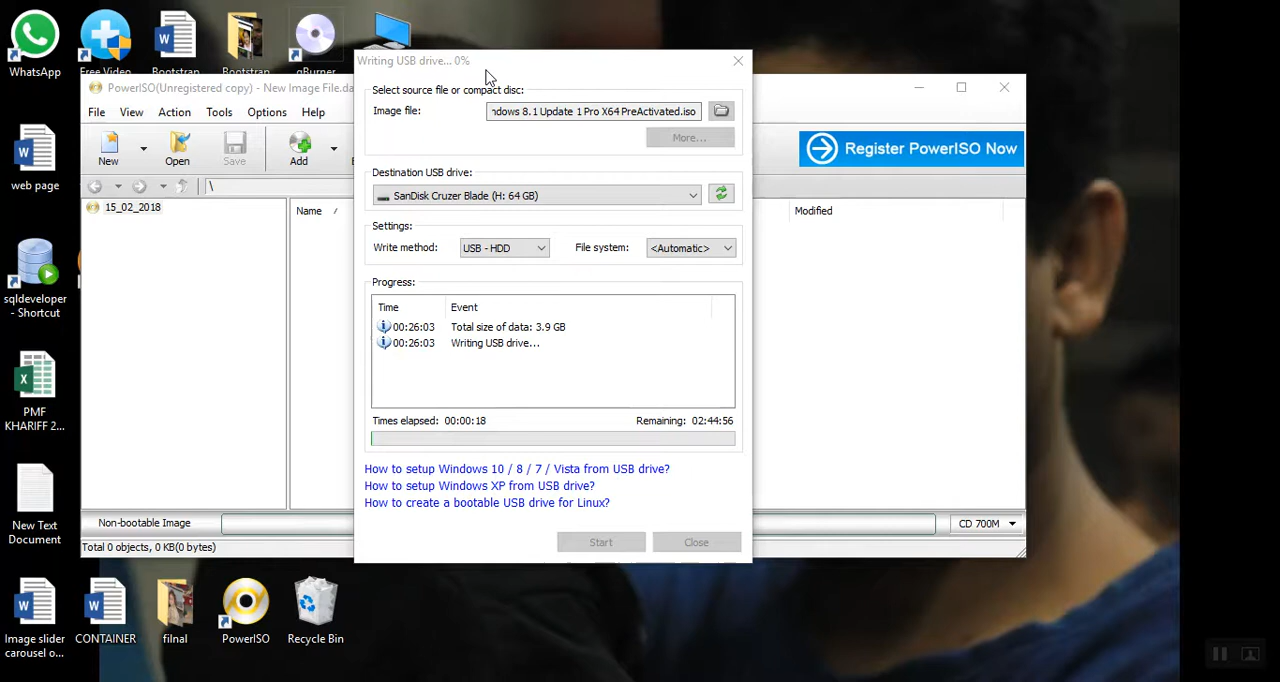 WhatsApp
Free Video
Bootstrap
Bootstrap
qBurner
web page
sqldeveloper
- Shortcut
PMF
KHARIFF 2...
New Text
Document
Image slider
carousel o...
CONTAINER
filnal
PowerISO
Recycle Bin
PowerISO(Unregistered copy) - New Image File.da
File View Action Tools Options Help
New Open Save Add
Register PowerISO Now
\
15_02_2018
Name / Modified
Non-bootable Image
CD 700M
Total 0 objects, 0 KB(0 bytes)
Writing USB drive... 0%
Select source file or compact disc:
Image file: ndows 8.1 Update 1 Pro X64 PreActivated.iso
More...
Destination USB drive:
SanDisk Cruzer Blade (H: 64 GB)
Settings:
Write method: USB - HDD File system: <Automatic>
Progress:
Time Event
00:26:03 Total size of data: 3.9 GB
00:26:03 Writing USB drive...
Times elapsed: 00:00:18 Remaining: 02:44:56
How to setup Windows 10 / 8 / 7 / Vista from USB drive?
How to setup Windows XP from USB drive?
How to create a bootable USB drive for Linux?
Start Close